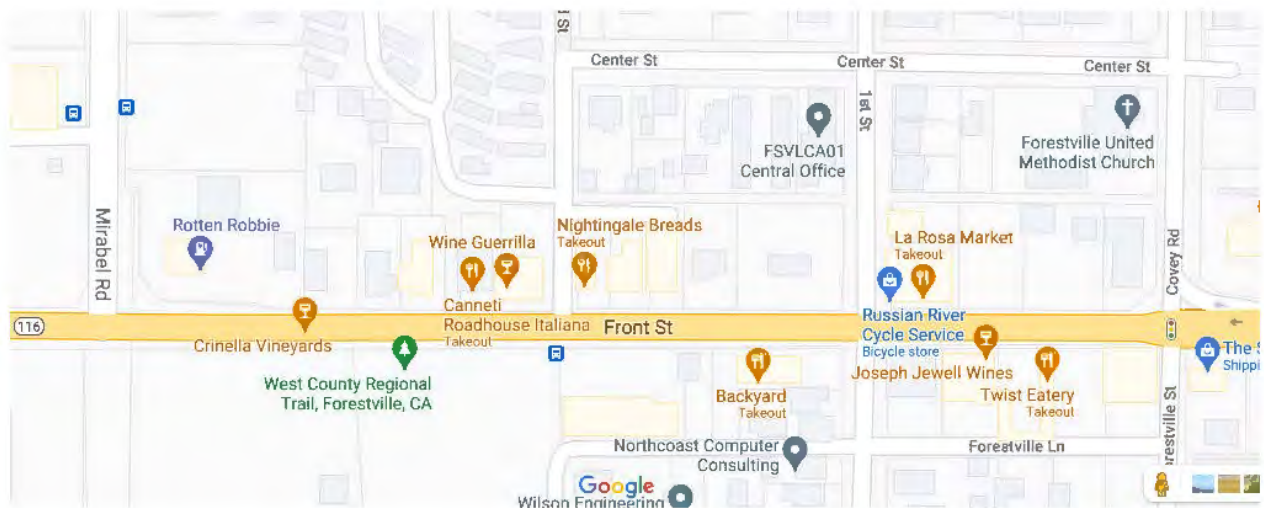 St
Center St
Center St
Center St
1st St
FSVLCA01
Central Office
Forestville United
Methodist Church
Mirabel Rd
Rotten Robbie
Wine Guerrilla
Nightingale Breads
Takeout
La Rosa Market
Takeout
Covey Rd
116
Canneti
Roadhouse Italiana
Takeout
Front St
Russian River
Cycle Service
Bicycle store
Crinella Vineyards
The S
Shippi
West County Regional
Trail, Forestville, CA
Joseph Jewell Wines
Backyard
Takeout
Twist Eatery
Takeout
orestville St
Northcoast Computer
Consulting
Forestville Ln
Google
Wilson Engineering